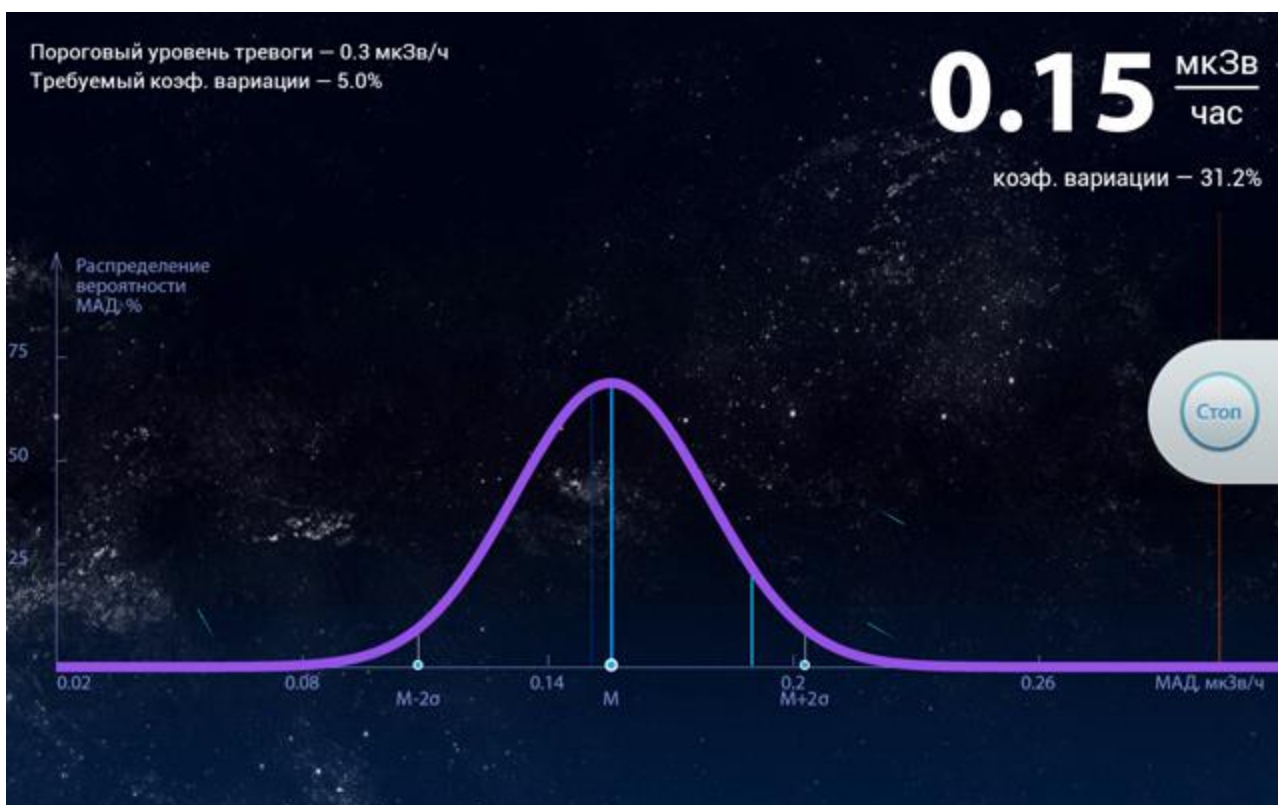 Пороговый уровень тревоги — 0.3 мкЗв/ч
Требуемый коэф. вариации — 5.0%
0.15 мкЗв
час
коэф. вариации — 31.2%
Распределение
вероятности
МАД, %
75
50
25
Стоп
0.02 0.08 0.14 0.2 0.26 МАД, мкЗв/ч
М-2σ М М+2σ